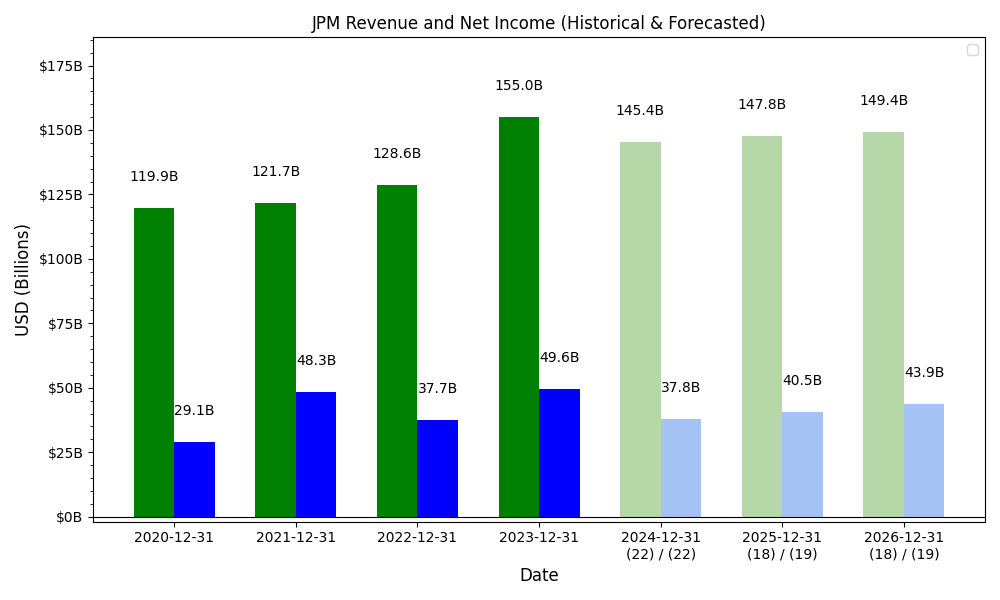 JPM Revenue and Net Income (Historical & Forecasted)
$175B
$150B
$125B
$100B
$75B
$50B
$25B
$0B
USD (Billions)
119.9B
29.1B
121.7B
48.3B
128.6B
37.7B
155.0B
49.6B
145.4B
37.8B
147.8B
40.5B
149.4B
43.9B
2020-12-31
2021-12-31
2022-12-31
2023-12-31
2024-12-31
(22) / (22)
2025-12-31
(18) / (19)
2026-12-31
(18) / (19)
Date